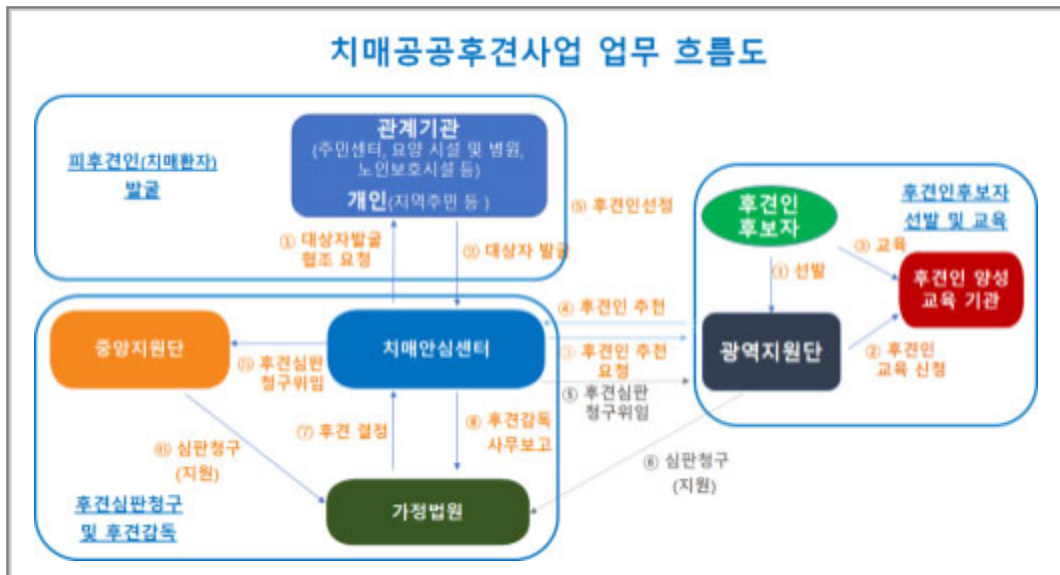 치매공공후견사업 업무 흐름도
피후견인(치매환자)
발굴
관계기관
(주민센터, 요양 시설 및 병원,
노인보호시설 등)
개인(지역주민 등 )
① 대상자발굴
협조 요청
② 대상자 발굴
⑤ 후견인선정
후견인후보자
선발 및 교육
후견인
후보자
③ 교육
① 선발
후견인 양성
교육 기관
② 후견인
교육 신청
광역지원단
④ 후견인 추천
후견인 추천
요청
⑤ 후견심판
청구위임
⑥ 심판청구
(지원)
중앙지원단
치매안심센터
후견심판
청구위임
심판청구
(지원)
⑦ 후견 결정
⑧ 후견감독
사무보고
가정법원
후견심판청구
및 후견감독